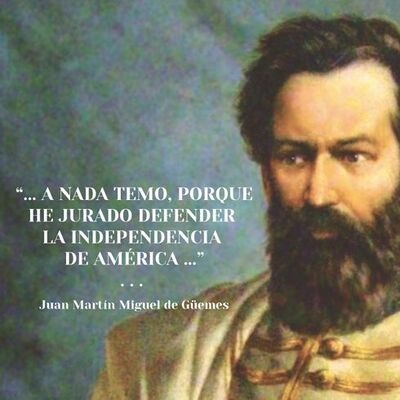 “... A NADA TEMO, PORQUE
HE JURADO DEFENDER
LA INDEPENDENCIA
DE AMÉRICA ...”
...
Juan Martín Miguel de Güemes